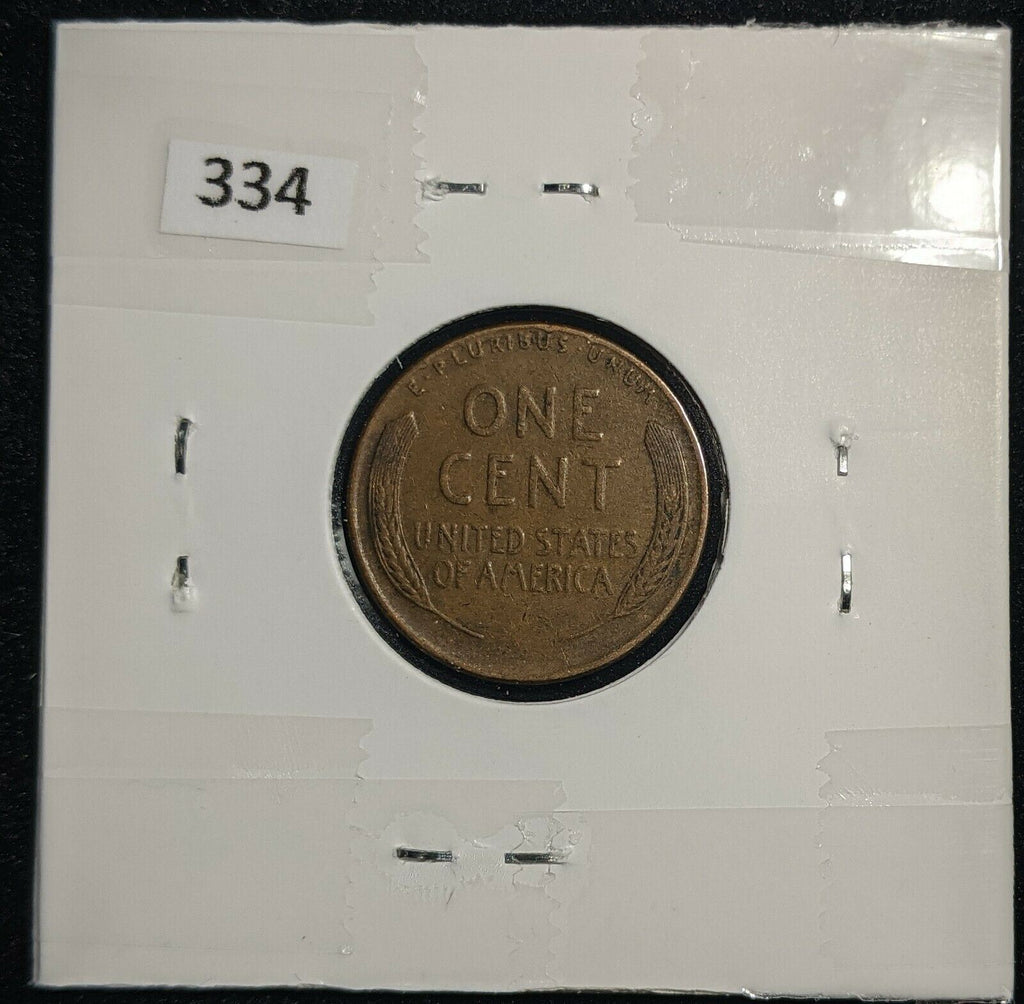 334
E·PLURIBUS·UNUM
ONE
CENT
UNITED STATES
OF AMERICA